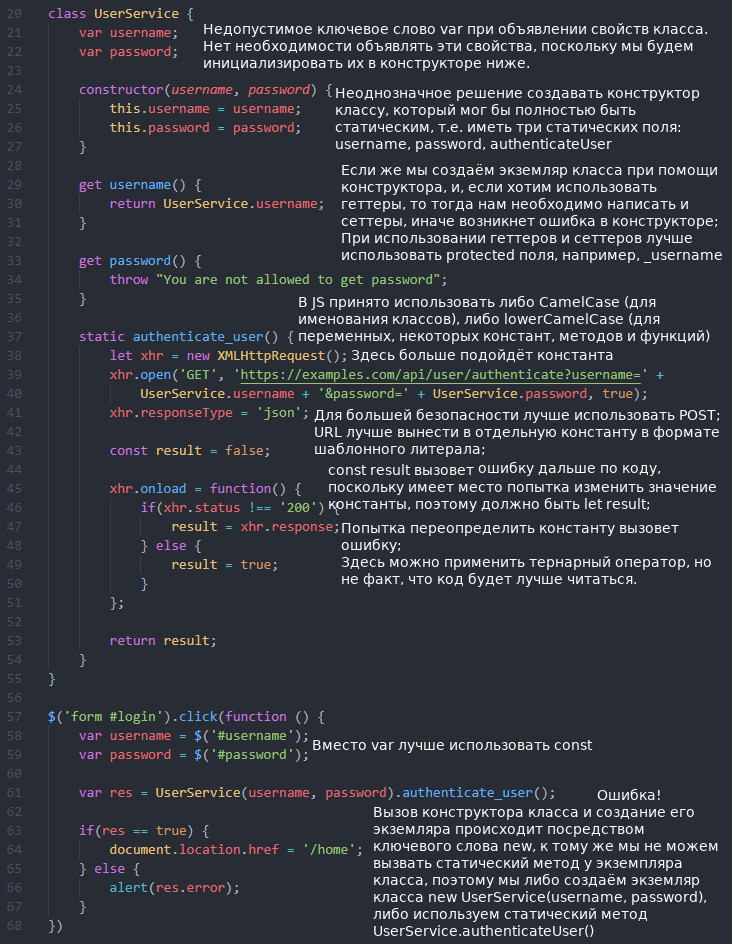 20 class UserService {
21 var username;
Недопустимое ключевое слово var при объявлении свойств класса.
22 var password;
Нет необходимости объявлять эти свойства, поскольку мы будем
инициализировать их в конструкторе ниже.
23
24 constructor(username, password) {
Неоднозначное решение создавать конструктор
25 this.username = username;
классу, который мог бы полностью быть
26 this.password = password;
статическим, т.е. иметь три статических поля:
27 }
username, password, authenticateUser
28
Если же мы создаём экземляр класса при помощи
29 get username() {
конструктора, и, если хотим использовать
30 return UserService.username;
геттеры, то тогда нам необходимо написать и
31 }
сеттеры, иначе возникнет ошибка в конструкторе;
32
При использовании геттеров и сеттеров лучше
33 get password() {
использовать protected поля, например, _username
34 throw "You are not allowed to get password";
35 }
В JS принято использовать либо CamelCase (для
36
именования классов), либо lowerCamelCase (для
37 static authenticate_user() {
переменных, некоторых констант, методов и функций)
38 let xhr = new XMLHttpRequest();
Здесь больше подойдёт константа
39 xhr.open('GET', 'https://examples.com/api/user/authenticate?username=' +
40 UserService.username + '&password=' + UserService.password, true);
41 xhr.responseType = 'json';
Для большей безопасности лучше использовать POST;
42
URL лучше вынести в отдельную константу в формате
43 const result = false;
шаблонного литерала;
44
const result вызовет ошибку дальше по коду,
45 xhr.onload = function() {
поскольку имеет место попытка изменить значение
46 if(xhr.status !== '200') {
константы, поэтому должно быть let result;
47 result = xhr.response;
Попытка переопределить константу вызовет
48 } else {
ошибку;
49 result = true;
Здесь можно применить тернарный оператор, но
50 }
не факт, что код будет лучше читаться.
51 };
52
53 return result;
54 }
55 }
56
57 $('form #login').click(function () {
58 var username = $('#username');
Вместо var лучше использовать const
59 var password = $('#password');
60
61 var res = UserService(username, password).authenticate_user();
Ошибка!
62
Вызов конструктора класса и создание его
63 if(res == true) {
экземляра происходит посредством
64 document.location.href = '/home';
ключевого слова new, к тому же мы не можем
65 } else {
вызвать статический метод у экземпляра
66 alert(res.error);
класса, поэтому мы либо создаём экземляр
класса new UserService(username, password),
67 }
либо используем статический метод
68 })
UserService.authenticateUser()